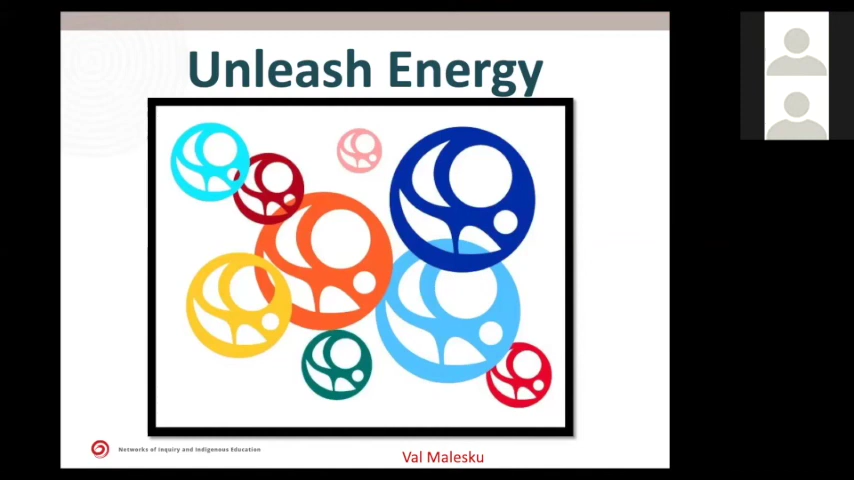 Unleash Energy
Networks of Inquiry and Indigenous Education
Val Malesku